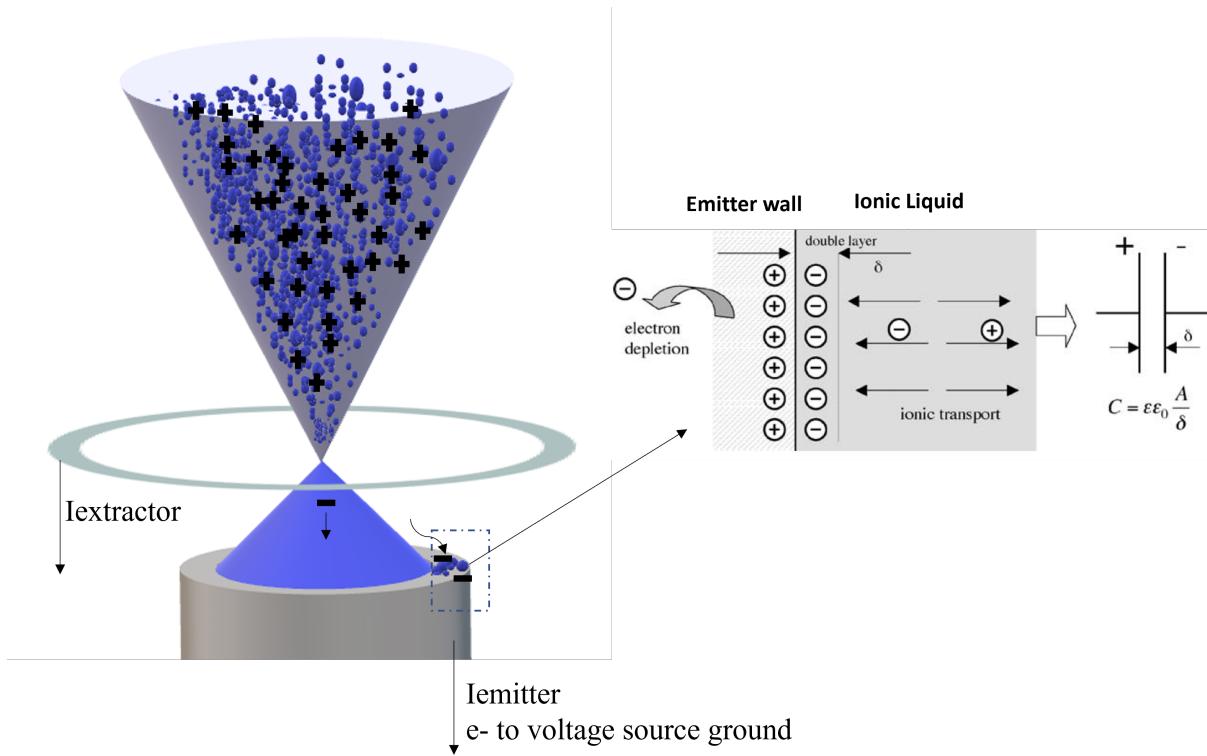 Emitter wall
Ionic Liquid
double layer
δ
electron
depletion
ionic transport
+ -
δ
C = εε₀ A/δ
Iextractor
Iemitter
e- to voltage source ground